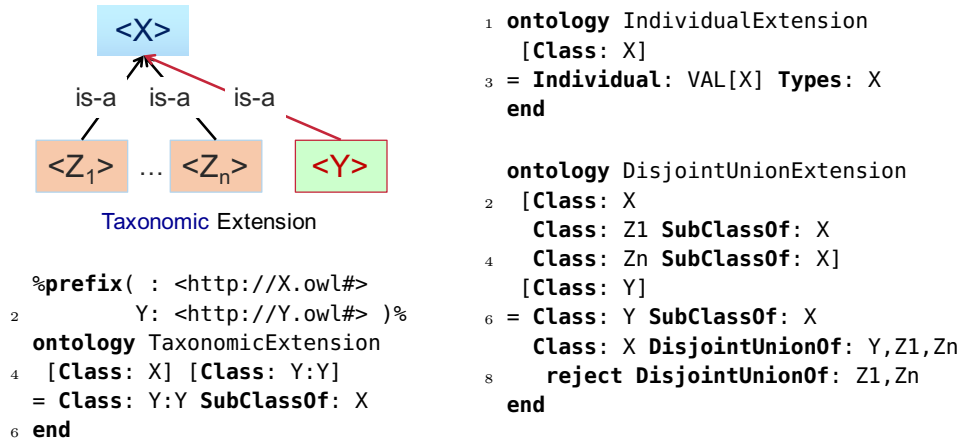 <X>
is-a is-a is-a
<Z1> ... <Zn> <Y>
Taxonomic Extension
%prefix( : <http://X.owl#>
2 Y: <http://Y.owl#> )%
ontology TaxonomicExtension
4 [Class: X] [Class: Y:Y]
= Class: Y:Y SubClassOf: X
6 end
1 ontology IndividualExtension
[Class: X]
3 = Individual: VAL[X] Types: X
end
ontology DisjointUnionExtension
2 [Class: X
Class: Z1 SubClassOf: X
4 Class: Zn SubClassOf: X]
[Class: Y]
6 = Class: Y SubClassOf: X
Class: X DisjointUnionOf: Y,Z1,Zn
8 reject DisjointUnionOf: Z1,Zn
end